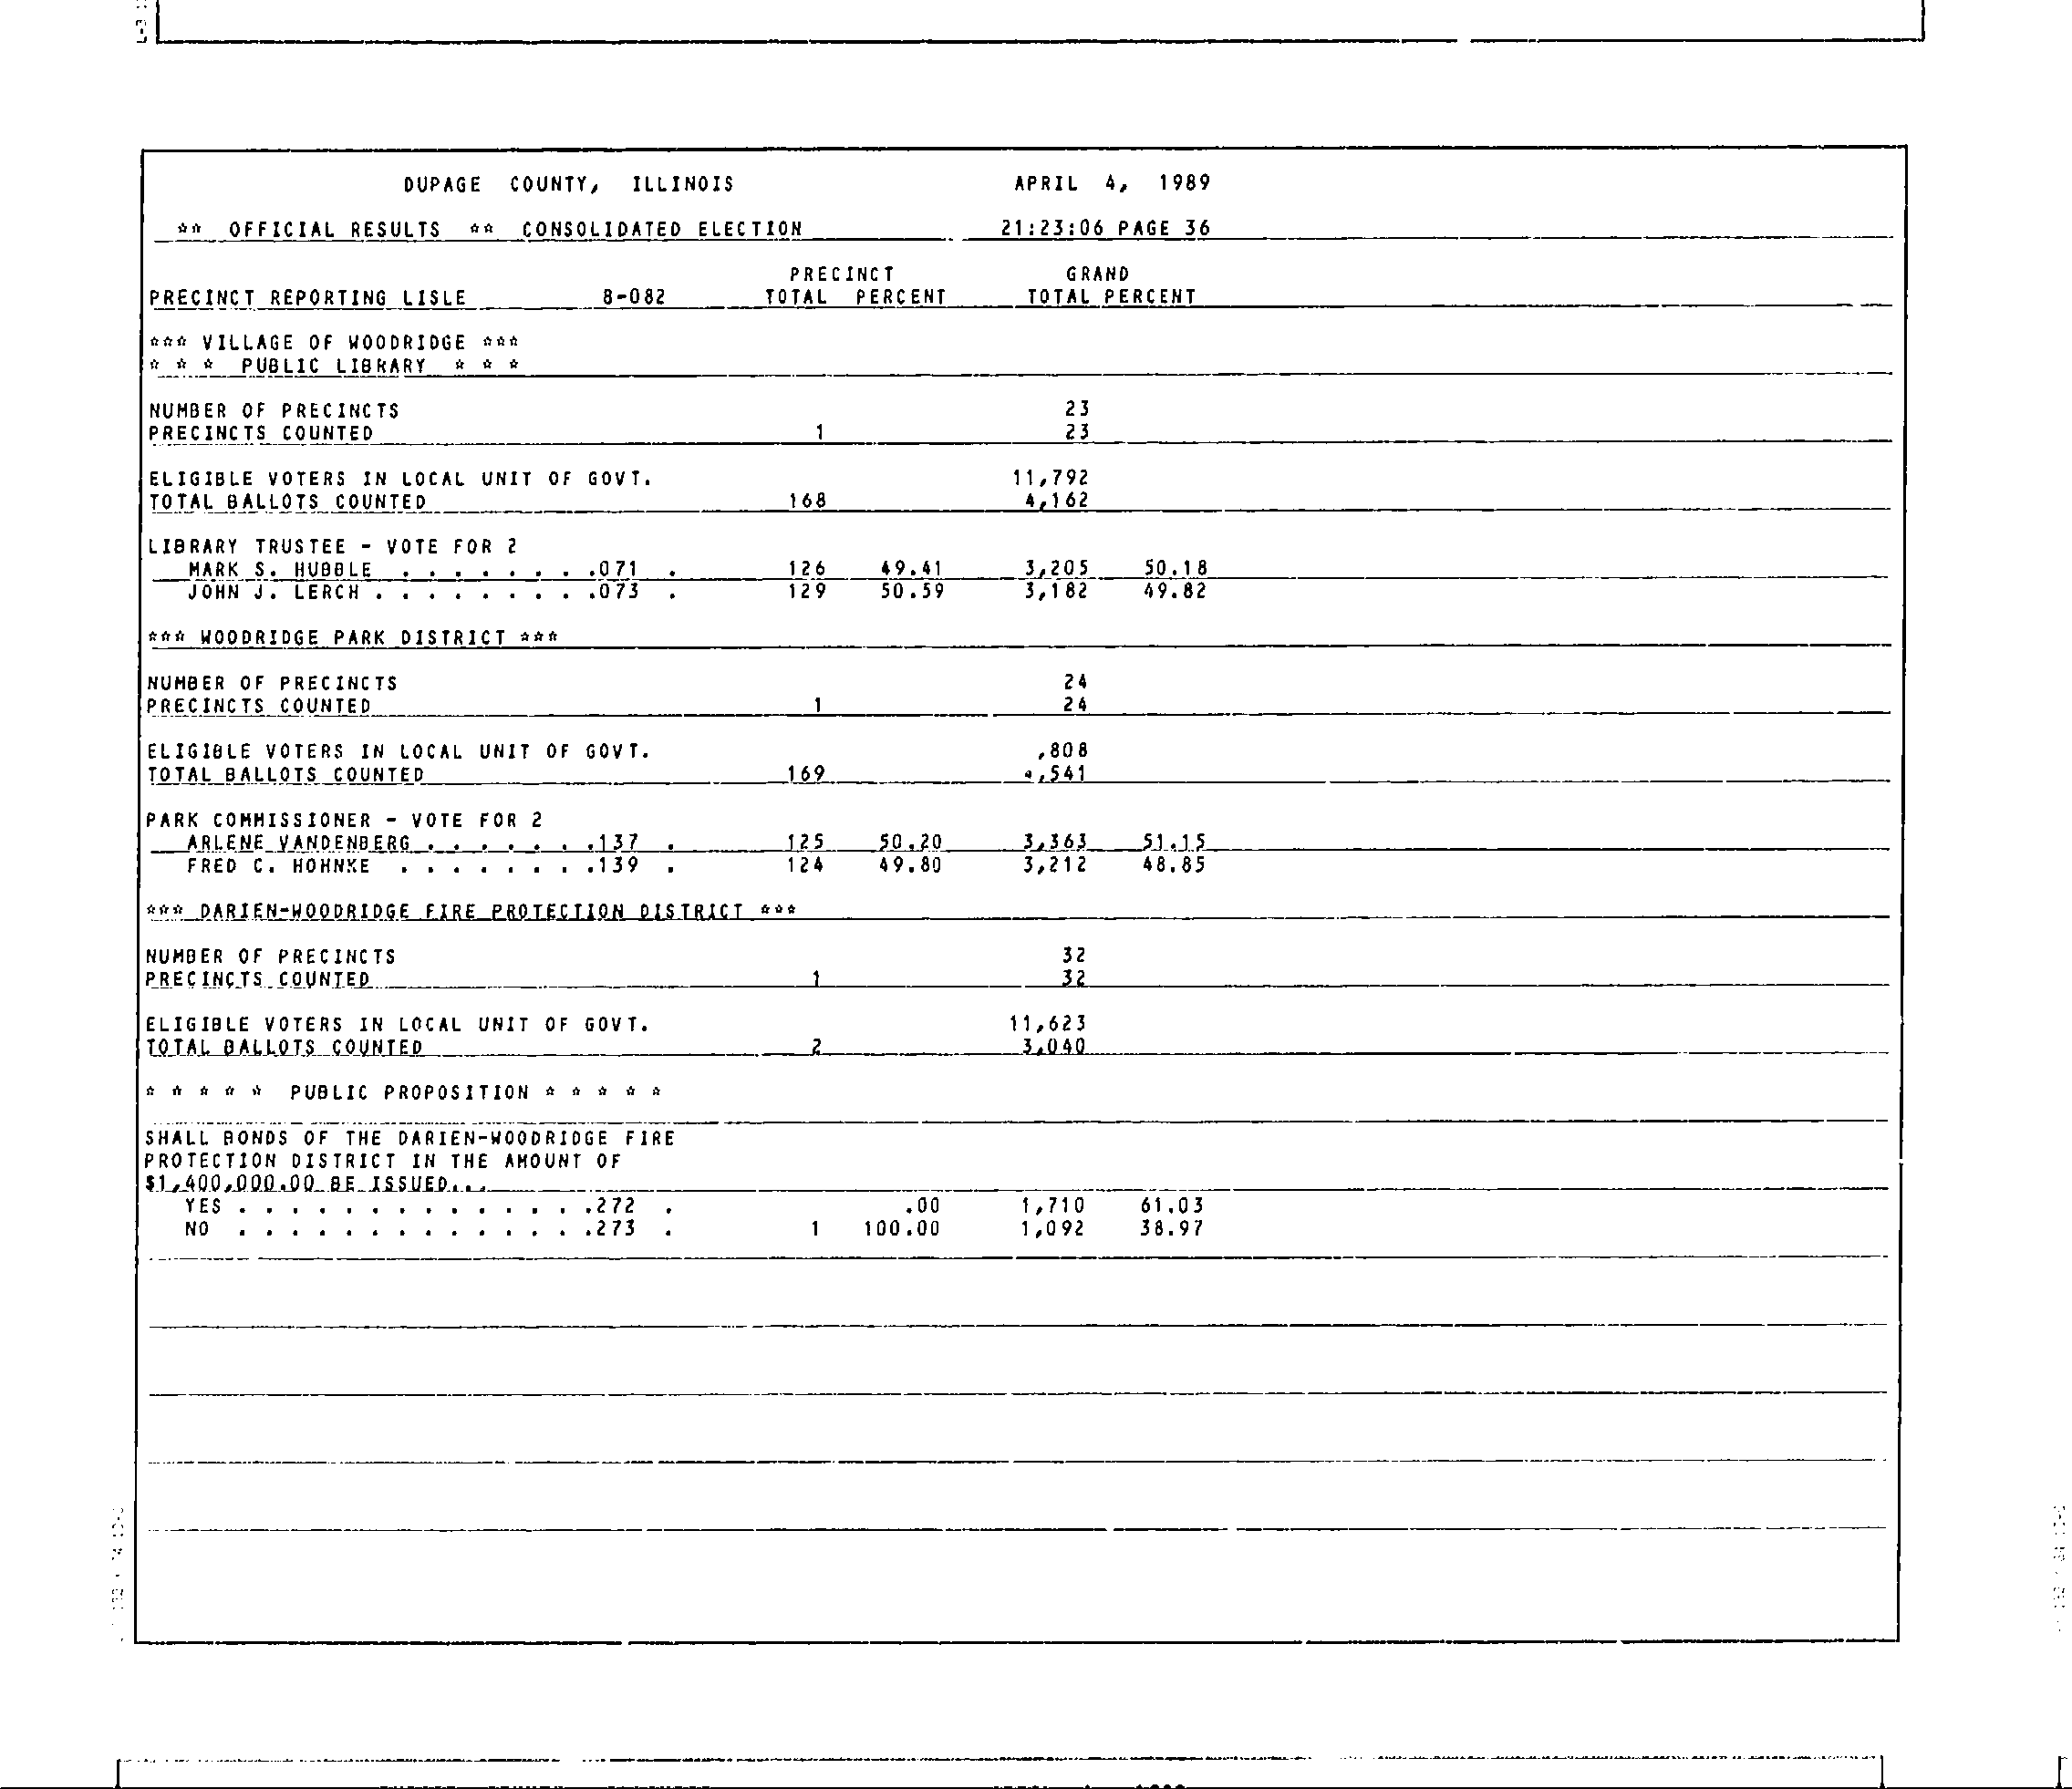 DUPAGE COUNTY, ILLINOIS APRIL 4, 1989
** OFFICIAL RESULTS ** CONSOLIDATED ELECTION 21:23:06 PAGE 36
PRECINCT GRAND
PRECINCT REPORTING LISLE 8-082 TOTAL PERCENT TOTAL PERCENT
*** VILLAGE OF WOODRIDGE ***
* * * PUBLIC LIBRARY * * *
NUMBER OF PRECINCTS 23
PRECINCTS COUNTED 1 23
ELIGIBLE VOTERS IN LOCAL UNIT OF GOVT. 11,792
TOTAL BALLOTS COUNTED 168 4,162
LIBRARY TRUSTEE - VOTE FOR 2
MARK S. HUBBLE . . . . . . . .071 . 126 49.41 3,205 50.18
JOHN J. LERCH . . . . . . . . .073 . 129 50.59 3,182 49.82
*** WOODRIDGE PARK DISTRICT ***
NUMBER OF PRECINCTS 24
PRECINCTS COUNTED 1 24
ELIGIBLE VOTERS IN LOCAL UNIT OF GOVT. ,808
TOTAL BALLOTS COUNTED 169 ,541
PARK COMMISSIONER - VOTE FOR 2
ARLENE VANDENBERG . . . . . . .137 . 125 50.20 3,363 51.15
FRED C. HOHNKE . . . . . . . .139 . 124 49.80 3,212 48.85
*** DARIEN-WOODRIDGE FIRE PROTECTION DISTRICT ***
NUMBER OF PRECINCTS 32
PRECINCTS COUNTED 1 32
ELIGIBLE VOTERS IN LOCAL UNIT OF GOVT. 11,623
TOTAL BALLOTS COUNTED 2 3,040
* * * * * PUBLIC PROPOSITION * * * * *
SHALL BONDS OF THE DARIEN-WOODRIDGE FIRE
PROTECTION DISTRICT IN THE AMOUNT OF
$1,400,000.00 BE ISSUED...
YES . . . . . . . . . . . . . .272 . .00 1,710 61.03
NO . . . . . . . . . . . . . .273 . 1 100.00 1,092 38.97